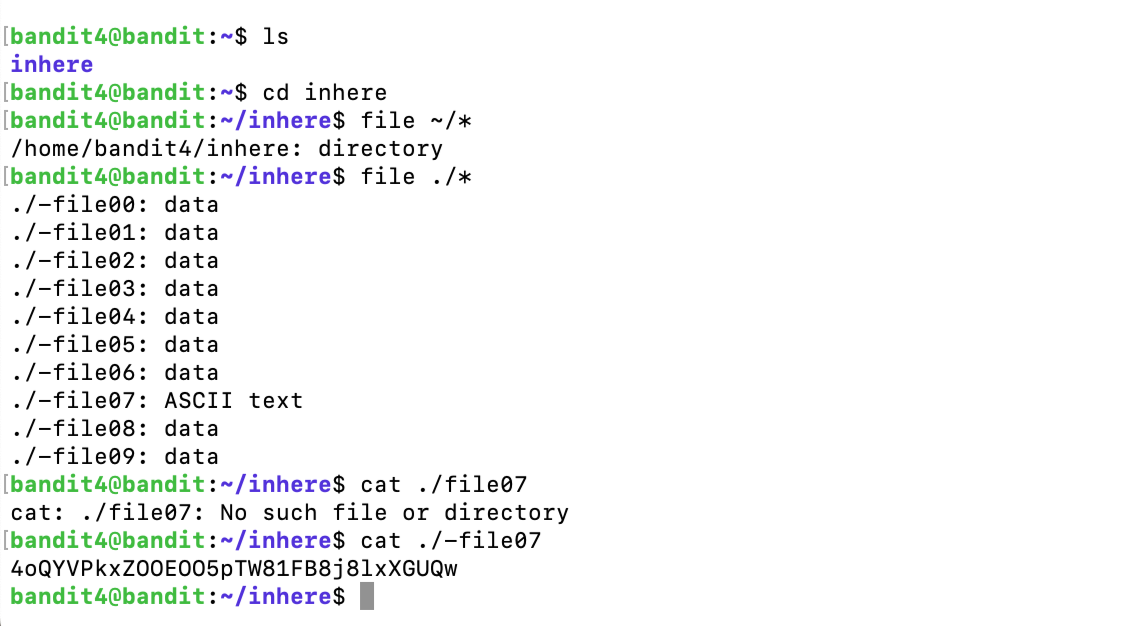 [bandit4@bandit:~$ ls
inhere
[bandit4@bandit:~$ cd inhere
[bandit4@bandit:~/inhere$ file ~/*
/home/bandit4/inhere: directory
[bandit4@bandit:~/inhere$ file ./*
./-file00: data
./-file01: data
./-file02: data
./-file03: data
./-file04: data
./-file05: data
./-file06: data
./-file07: ASCII text
./-file08: data
./-file09: data
[bandit4@bandit:~/inhere$ cat ./file07
cat: ./file07: No such file or directory
[bandit4@bandit:~/inhere$ cat ./-file07
4oQYVPkxZOOEOO5pTW81FB8j8lxXGUQw
bandit4@bandit:~/inhere$